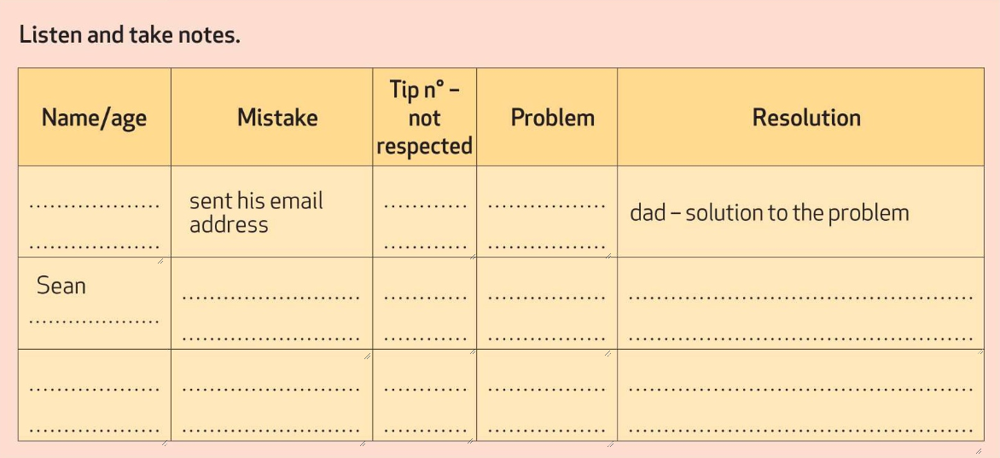 Listen and take notes.
Name/age
Mistake
Tip n° –
not
respected
Problem
Resolution
...................
...................
sent his email
address
............
............
.................
.................
dad – solution to the problem
Sean
...................
..........................
..........................
............
............
.................
.................
..................................................
..................................................
...................
...................
..........................
..........................
............
............
.................
.................
..................................................
..................................................